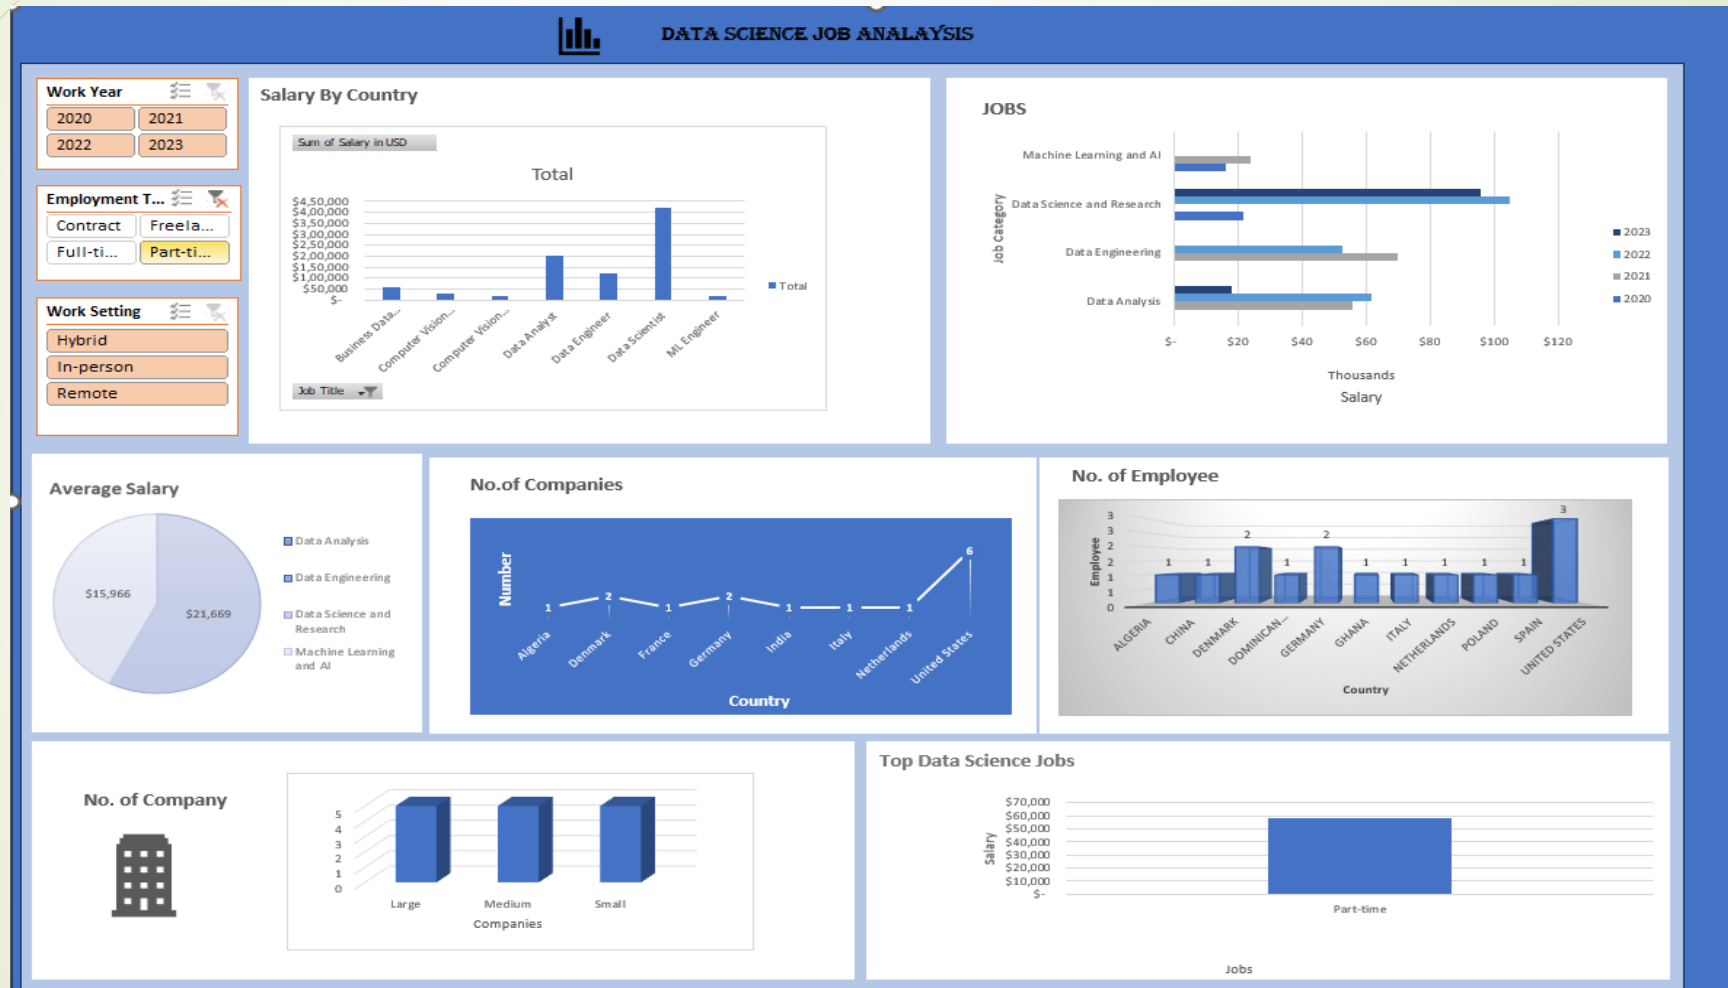 DATA SCIENCE JOB ANALAYSIS
Work Year
2020
2021
2022
2023
Employment T...
Contract
Freela...
Full-ti...
Part-ti...
Work Setting
Hybrid
In-person
Remote
Salary By Country
Sum of Salary in USD
Total
$4,50,000
$4,00,000
$3,50,000
$3,00,000
$2,50,000
$2,00,000
$1,50,000
$1,00,000
$50,000
$-
Business Data...
Computer Vision...
Computer Vision...
Data Analyst
Data Engineer
Data Scientist
ML Engineer
Total
Job Title
JOBS
Job Category
Machine Learning and AI
Data Science and Research
Data Engineering
Data Analysis
$-
$20
$40
$60
$80
$100
$120
Thousands
Salary
2023
2022
2021
2020
Average Salary
$15,966
$21,669
Data Analysis
Data Engineering
Data Science and
Research
Machine Learning
and AI
No.of Companies
Number
1
2
1
2
1
1
1
6
Algeria
Denmark
France
Germany
India
Italy
Netherlands
United States
Country
No. of Employee
Employee
3
3
2
2
1
1
0
1
1
2
1
2
1
1
1
1
1
3
ALGERIA
CHINA
DENMARK
DOMINICAN...
GERMANY
GHANA
ITALY
NETHERLANDS
POLAND
SPAIN
UNITED STATES
Country
No. of Company
5
4
3
2
1
0
Large
Medium
Small
Companies
Top Data Science Jobs
Salary
$70,000
$60,000
$50,000
$40,000
$30,000
$20,000
$10,000
$-
Part-time
Jobs